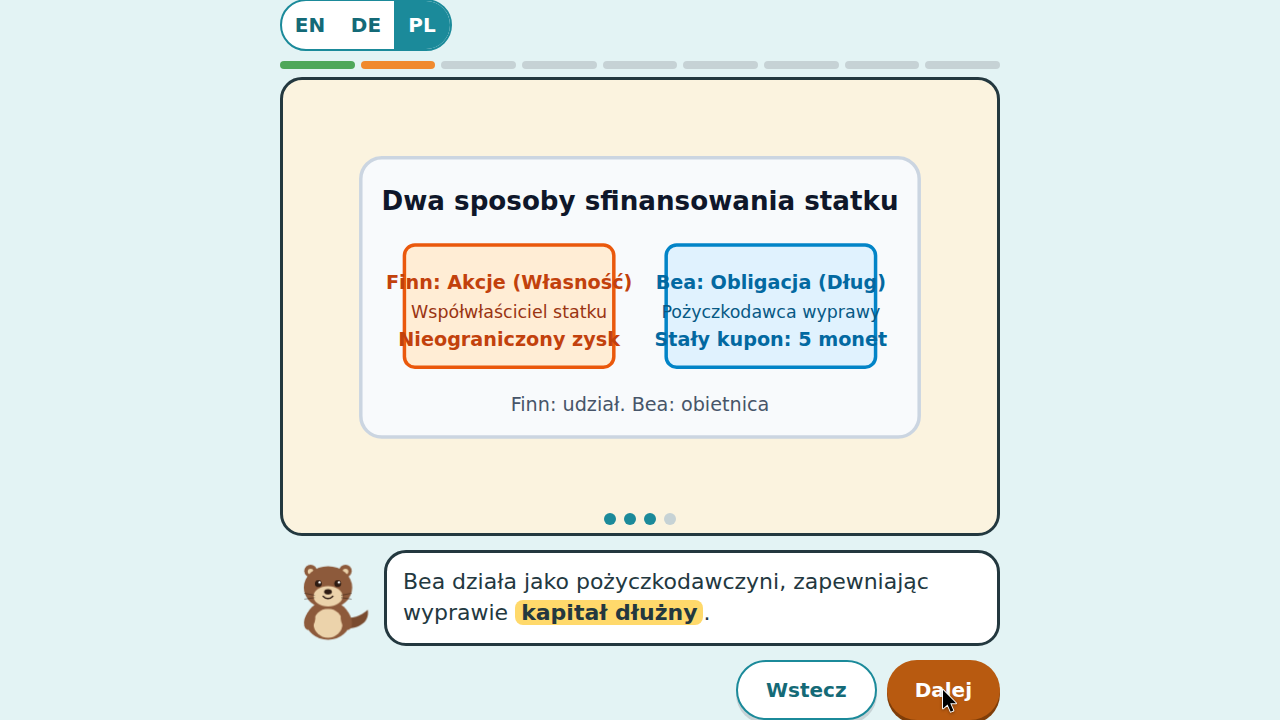 EN DE PL
Dwa sposoby sfinansowania statku
Finn: Akcje (Własność)
Współwłaściciel statku
Nieograniczony zysk
Bea: Obligacja (Dług)
Pożyczkodawca wyprawy
Stały kupon: 5 monet
Finn: udział. Bea: obietnica
Bea działa jako pożyczkodawczyni, zapewniając
wyprawie kapitał dłużny.
Wstecz
Dalej